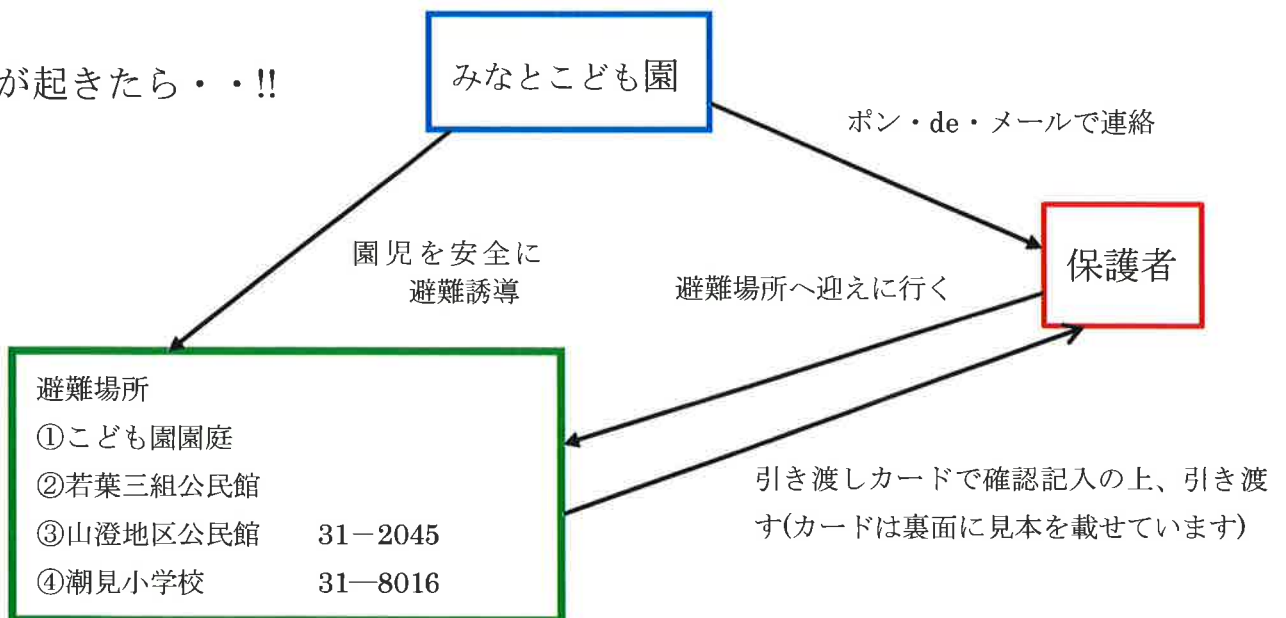 が起きたら・・!!
みなとこども園
ポン・de・メールで連絡
園児を安全に
避難誘導
避難場所へ迎えに行く
保護者
避難場所
①こども園園庭
②若葉三組公民館
③山澄地区公民館 31－2045
④潮見小学校 31―8016
引き渡しカードで確認記入の上、引き渡
す(カードは裏面に見本を載せています)